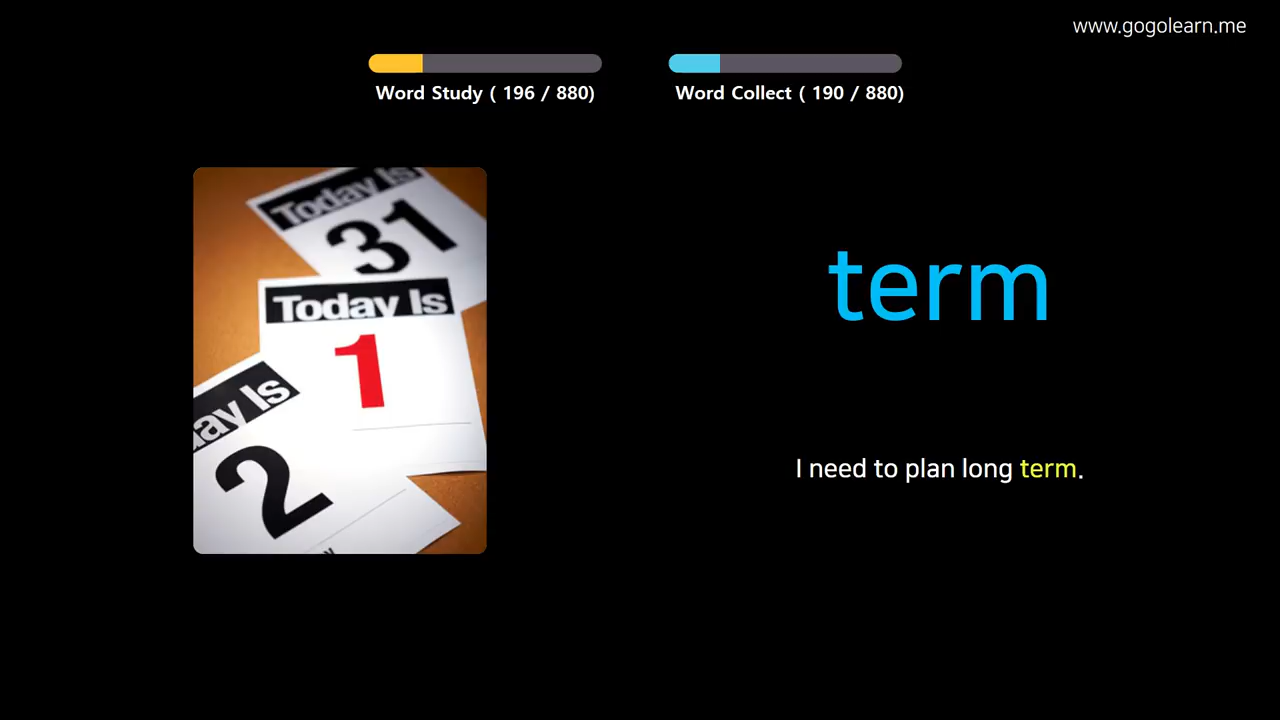 www.gogolearn.me
Word Study ( 196 / 880)
Word Collect ( 190 / 880)
Today Is
31
Today Is
1
ay Is
2
term
I need to plan long term.